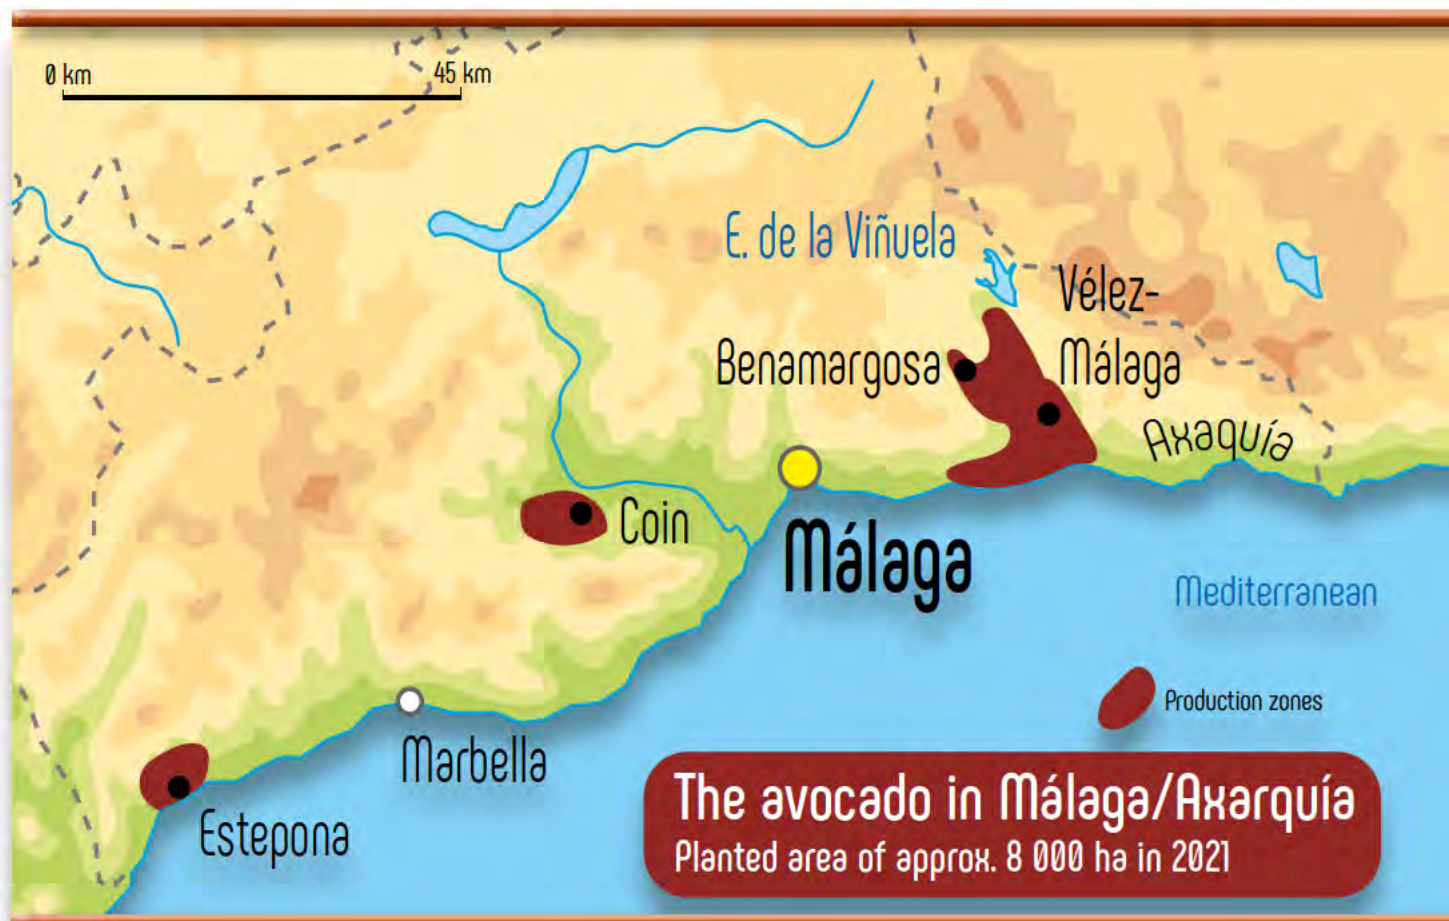 0 km
45 km
E. de la Viñuela
Vélez-
Málaga
Benamargosa
Axaquía
Coin
Málaga
Mediterranean
Production zones
Marbella
Estepona
The avocado in Málaga/Axarquía
Planted area of approx. 8 000 ha in 2021